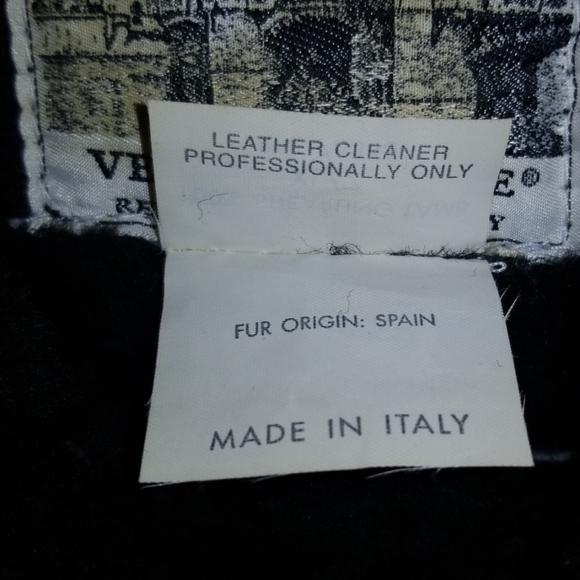 LEATHER CLEANER
PROFESSIONALLY ONLY
FUR ORIGIN: SPAIN
MADE IN ITALY